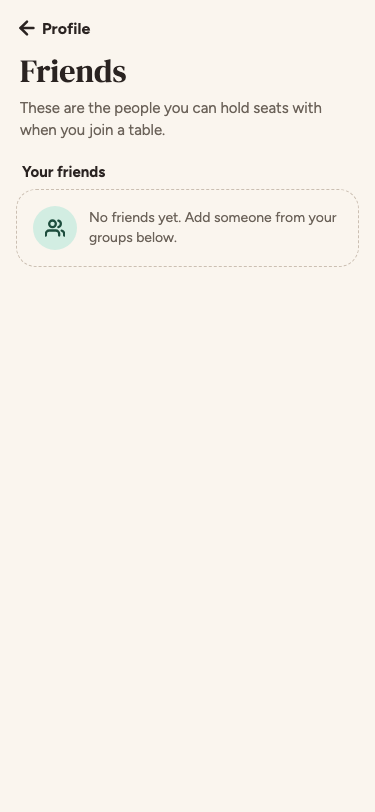 Profile
Friends
These are the people you can hold seats with
when you join a table.
Your friends
No friends yet. Add someone from your
groups below.